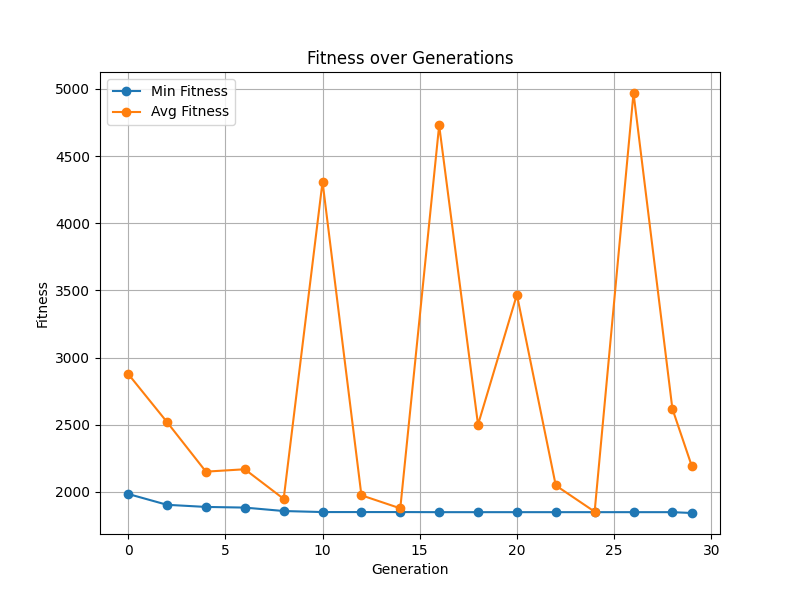 Fitness over Generations
Min Fitness
Avg Fitness
5000
4500
4000
3500
3000
2500
2000
Fitness
0 5 10 15 20 25 30
Generation